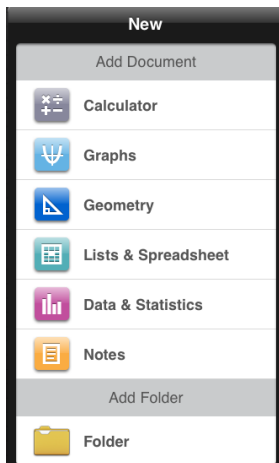 New
Add Document
Calculator
Graphs
Geometry
Lists & Spreadsheet
Data & Statistics
Notes
Add Folder
Folder